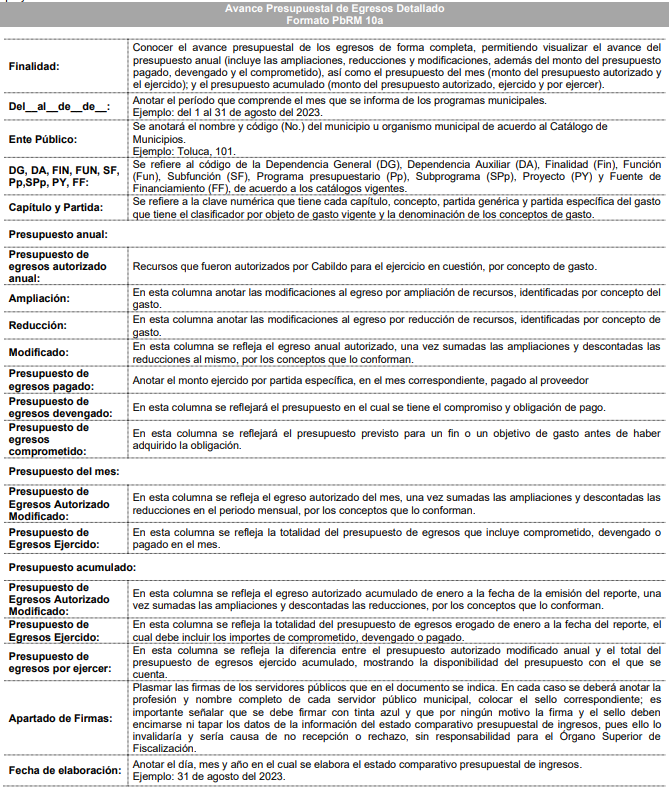 Avance Presupuestal de Egresos Detallado
Formato PbRM 10a
Finalidad:
Conocer el avance presupuestal de los egresos de forma completa, permitiendo visualizar el avance del
presupuesto anual (incluye las ampliaciones, reducciones y modificaciones, además del monto del presupuesto
pagado, devengado y el comprometido), así como el presupuesto del mes (monto del presupuesto autorizado y
el ejercido); y el presupuesto acumulado (monto del presupuesto autorizado, ejercido y por ejercer).
Del__al__de__de__:
Anotar el período que comprende el mes que se informa de los programas municipales.
Ejemplo: del 1 al 31 de agosto del 2023.
Ente Público:
Se anotará el nombre y código (No.) del municipio u organismo municipal de acuerdo al Catálogo de
Municipios.
Ejemplo: Toluca, 101.
DG, DA, FIN, FUN, SF,
Pp,SPp, PY, FF:
Se refiere al código de la Dependencia General (DG), Dependencia Auxiliar (DA), Finalidad (Fin), Función
(Fun), Subfunción (SF), Programa presupuestario (Pp), Subprograma (SPp), Proyecto (PY) y Fuente de
Financiamiento (FF), de acuerdo a los catálogos vigentes.
Capítulo y Partida:
Se refiere a la clave numérica que tiene cada capítulo, concepto, partida genérica y partida específica del gasto
que tiene el clasificador por objeto de gasto vigente y la denominación de los conceptos de gasto.
Presupuesto anual:
Presupuesto de
egresos autorizado
anual:
Recursos que fueron autorizados por Cabildo para el ejercicio en cuestión, por concepto de gasto.
Ampliación:
En esta columna anotar las modificaciones al egreso por ampliación de recursos, identificadas por concepto del
gasto.
Reducción:
En esta columna anotar las modificaciones al egreso por reducción de recursos, identificadas por concepto de
gasto.
Modificado:
En esta columna se refleja el egreso anual autorizado, una vez sumadas las ampliaciones y descontadas las
reducciones al mismo, por los conceptos que lo conforman.
Presupuesto de
egresos pagado:
Anotar el monto ejercido por partida específica, en el mes correspondiente, pagado al proveedor
Presupuesto de
egresos devengado:
En esta columna se reflejará el presupuesto en el cual se tiene el compromiso y obligación de pago.
Presupuesto de
egresos
comprometido:
En esta columna se reflejará el presupuesto previsto para un fin o un objetivo de gasto antes de haber
adquirido la obligación.
Presupuesto del mes:
Presupuesto de
Egresos Autorizado
Modificado:
En esta columna se refleja el egreso autorizado del mes, una vez sumadas las ampliaciones y descontadas las
reducciones en el periodo mensual, por los conceptos que lo conforman.
Presupuesto de
Egresos Ejercido:
En esta columna se refleja la totalidad del presupuesto de egresos que incluye comprometido, devengado o
pagado en el mes.
Presupuesto acumulado:
Presupuesto de
Egresos Autorizado
Modificado:
En esta columna se refleja el egreso autorizado acumulado de enero a la fecha de la emisión del reporte, una
vez sumadas las ampliaciones y descontadas las reducciones, por los conceptos que lo conforman.
Presupuesto de
Egresos Ejercido:
En esta columna se refleja la totalidad del presupuesto de egresos erogado de enero a la fecha del reporte, el
cual debe incluir los importes de comprometido, devengado o pagado.
Presupuesto de
egresos por ejercer:
En esta columna se refleja la diferencia entre el presupuesto autorizado modificado anual y el total del
presupuesto de egresos ejercido acumulado, mostrando la disponibilidad del presupuesto con el que se
cuenta.
Apartado de Firmas:
Plasmar las firmas de los servidores públicos que en el documento se indica. En cada caso se deberá anotar la
profesión y nombre completo de cada servidor público municipal, colocar el sello correspondiente; es
importante señalar que se debe firmar con tinta azul y que por ningún motivo la firma y el sello deben
encimarse ni tapar los datos de la información del estado comparativo presupuestal de ingresos, pues ello lo
invalidaría y sería causa de no recepción o rechazo, sin responsabilidad para el Órgano Superior de
Fiscalización.
Fecha de elaboración:
Anotar el día, mes y año en el cual se elabora el estado comparativo presupuestal de ingresos.
Ejemplo: 31 de agosto del 2023.